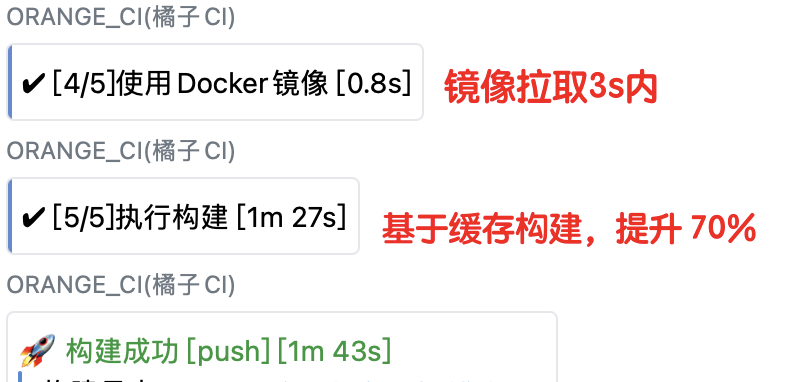 ORANGE_CI(橘子CI)
✔ [4/5]使用Docker镜像 [0.8s]
镜像拉取3s内
ORANGE_CI(橘子CI)
✔ [5/5]执行构建 [1m 27s]
基于缓存构建，提升 70%
ORANGE_CI(橘子CI)
🚀 构建成功 [push] [1m 43s]